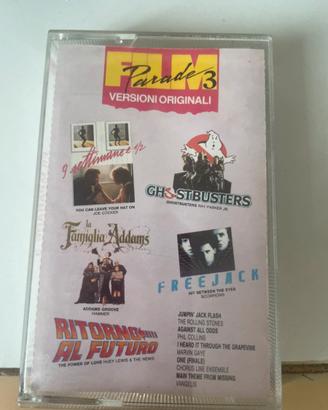 FILM
Parade 3
VERSIONI ORIGINALI
9 settimane e 1/2
YOU CAN LEAVE YOUR HAT ON
JOE COCKER
GHOSTBUSTERS
GHOSTBUSTERS RAY PARKER JR.
la
Famiglia Addams
ADDAMS GROOVE
HAMMER
FREEJACK
HIT BETWEEN THE EYES
SCORPIONS
RITORNO
AL FUTURO
THE POWER OF LOVE HUEY LEWIS & THE NEWS
JUMPIN' JACK FLASH
THE ROLLING STONES
AGAINST ALL ODDS
PHIL COLLINS
I HEARD IT THROUGH THE GRAPEVINE
MARVIN GAYE
ONE (FINALE)
CHORUS LINE ENSEMBLE
MAIN THEME FROM MISSING
VANGELIS